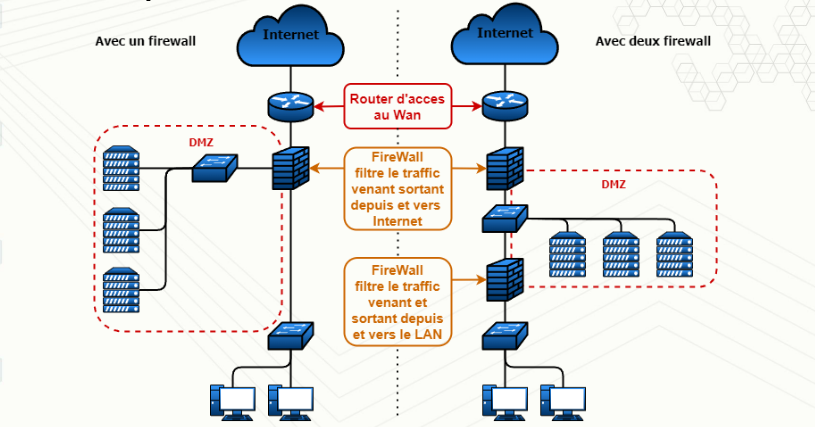 Avec un firewall
Internet
Internet
Avec deux firewall
Router d'acces
au Wan
DMZ
FireWall
filtre le traffic
venant sortant
depuis et vers
Internet
DMZ
FireWall
filtre le traffic
venant et
sortant depuis
et vers le LAN